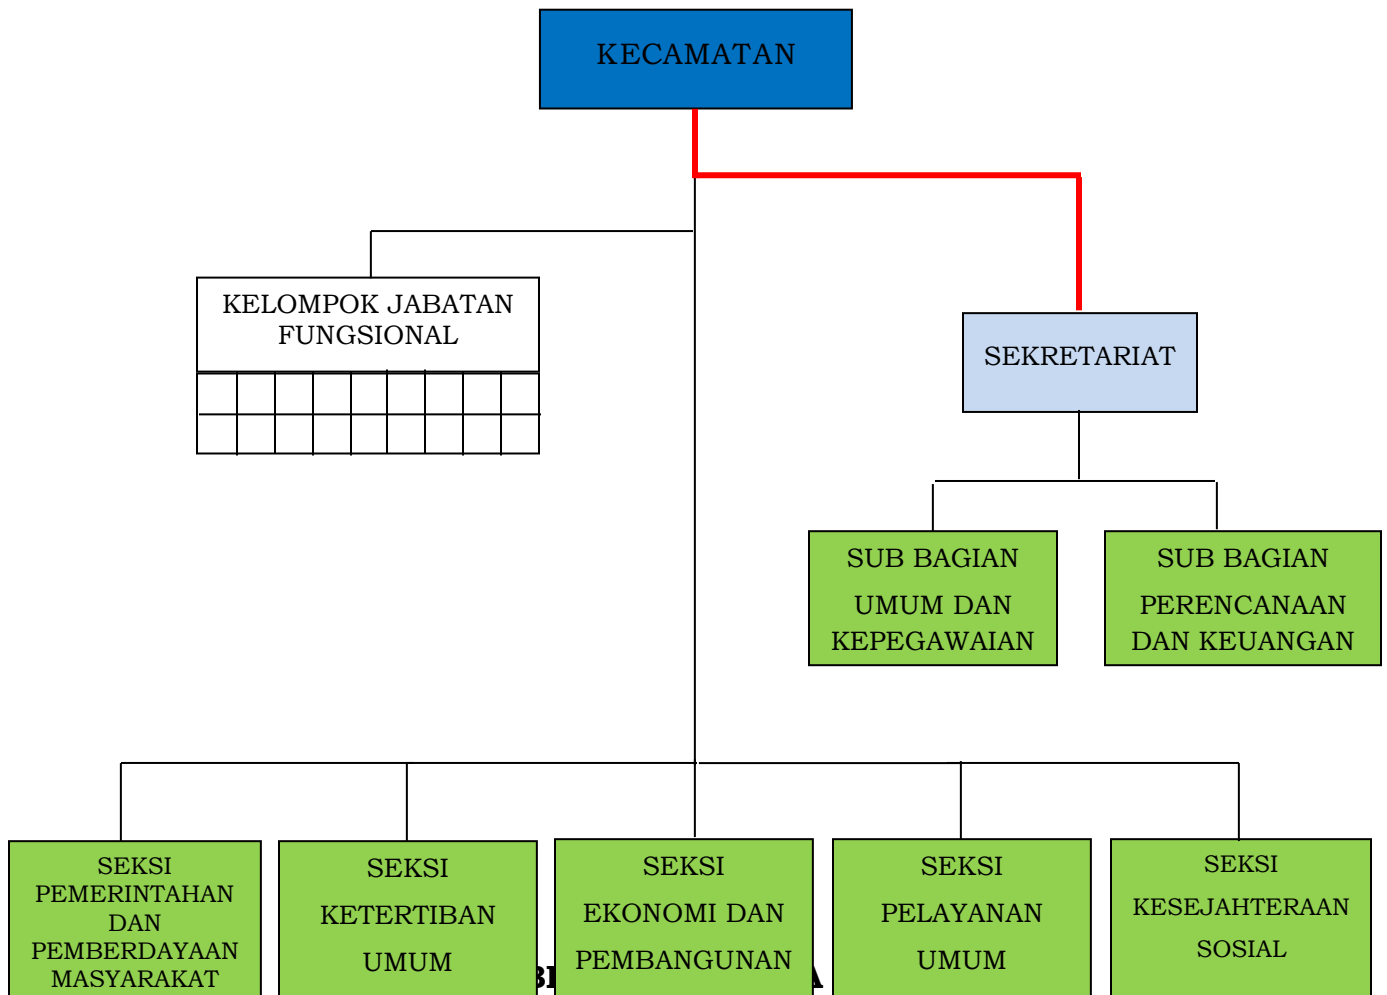 KECAMATAN
KELOMPOK JABATAN
FUNGSIONAL
SEKRETARIAT
SUB BAGIAN
UMUM DAN
KEPEGAWAIAN
SUB BAGIAN
PERENCANAAN
DAN KEUANGAN
SEKSI
PEMERINTAHAN
DAN
PEMBERDAYAAN
MASYARAKAT
SEKSI
KETERTIBAN
UMUM
SEKSI
EKONOMI DAN
PEMBANGUNAN
SEKSI
PELAYANAN
UMUM
SEKSI
KESEJAHTERAAN
SOSIAL